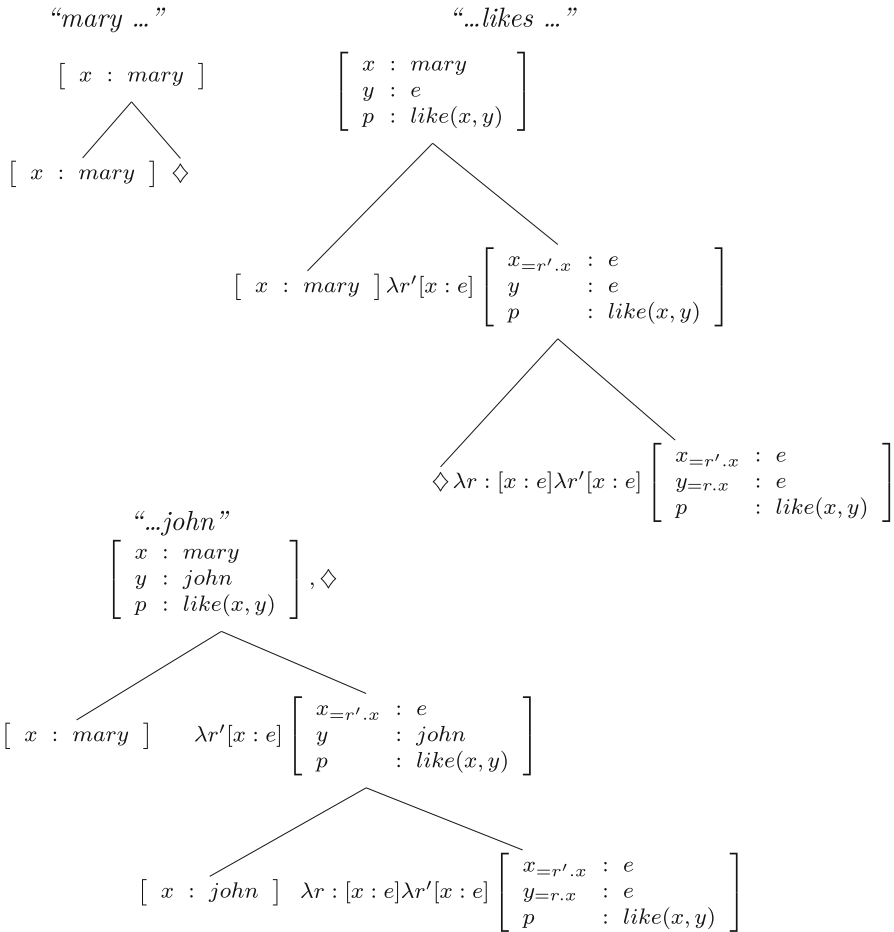 “mary ...”
[ x : mary ]
[ x : mary ] ♢
“...likes ...”
[ x : mary
y : e
p : like(x, y) ]
[ x : mary ] λr′[x : e] [ x₌ᵣ′.ₓ : e
y : e
p : like(x, y) ]
♢ λr : [x : e]λr′[x : e] [ x₌ᵣ′.ₓ : e
y₌ᵣ.ₓ : e
p : like(x, y) ]
“...john”
[ x : mary
y : john
p : like(x, y) ] , ♢
[ x : mary ] λr′[x : e] [ x₌ᵣ′.ₓ : e
y : john
p : like(x, y) ]
[ x : john ] λr : [x : e]λr′[x : e] [ x₌ᵣ′.ₓ : e
y₌ᵣ.ₓ : e
p : like(x, y) ]